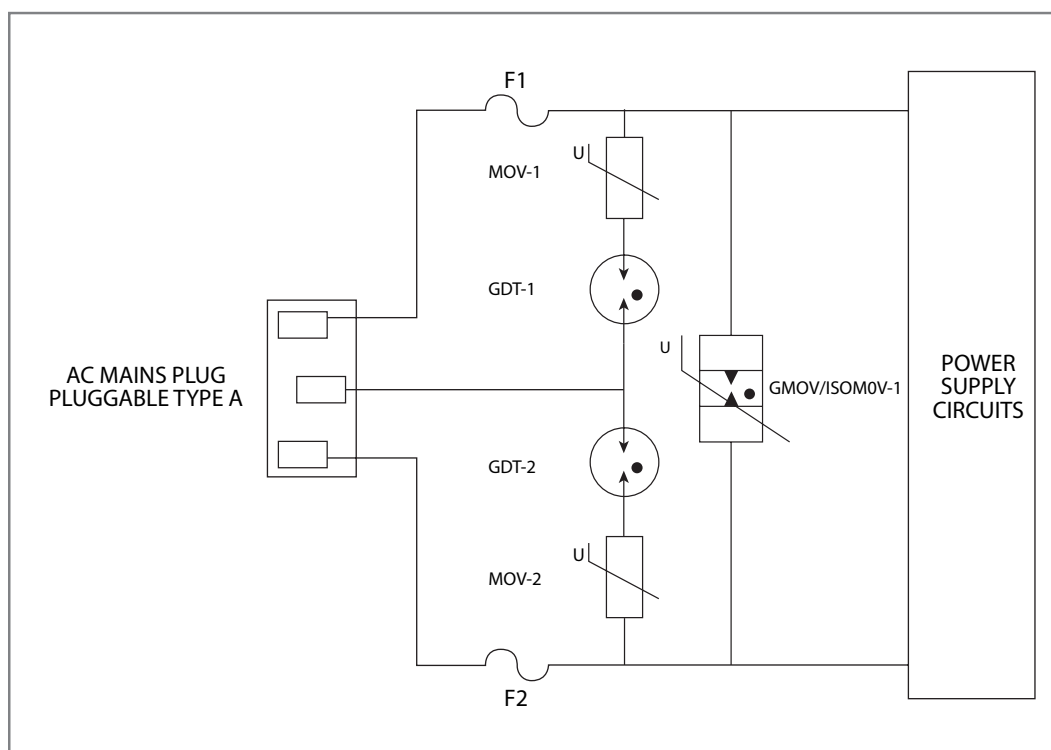 F1
U
MOV-1
GDT-1
U
AC MAINS PLUG
PLUGGABLE TYPE A
GMOV/ISOM0V-1
POWER
SUPPLY
CIRCUITS
GDT-2
U
MOV-2
F2